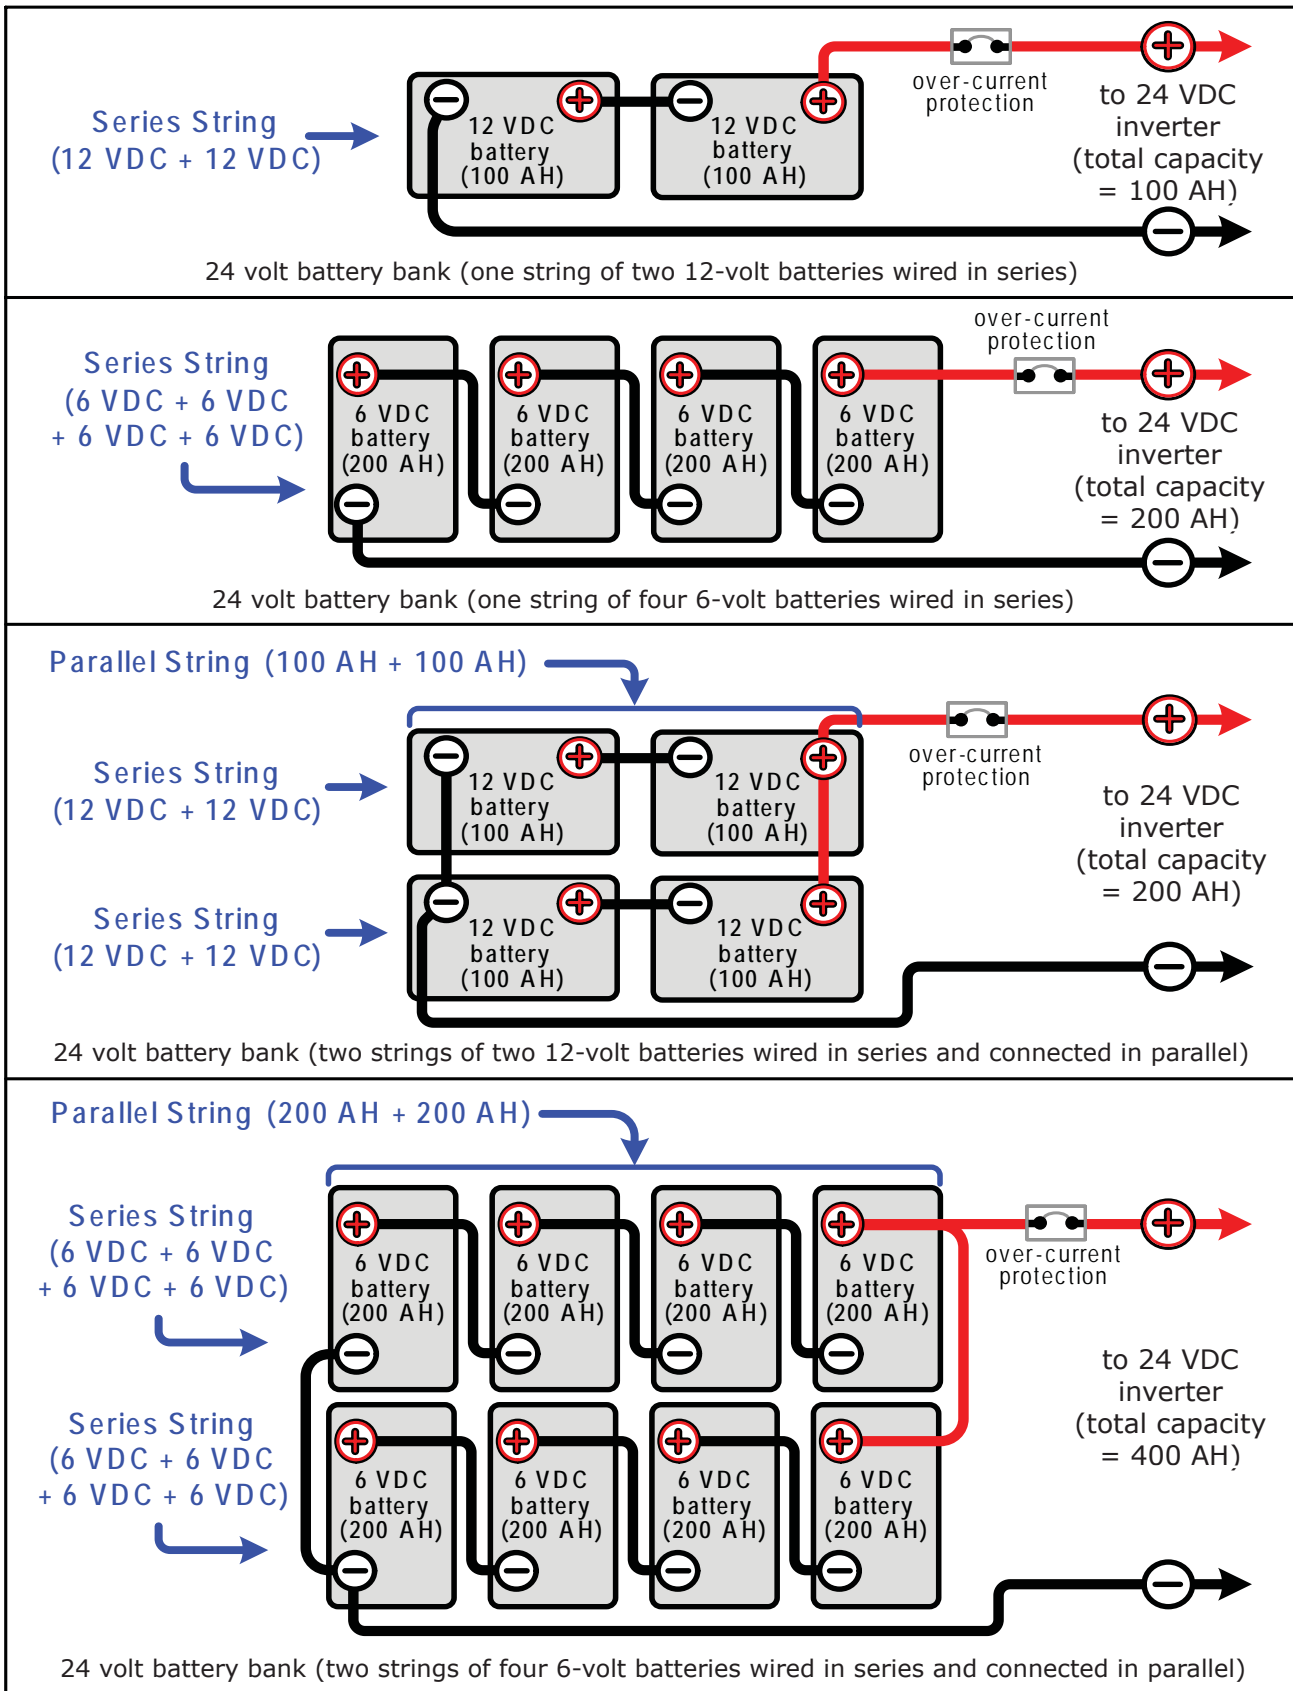 over-current
protection
Series String
(12 VDC + 12 VDC)
12 VDC
battery
(100 AH)
12 VDC
battery
(100 AH)
to 24 VDC
inverter
(total capacity
= 100 AH)
24 volt battery bank (one string of two 12-volt batteries wired in series)
over-current
protection
Series String
(6 VDC + 6 VDC
+ 6 VDC + 6 VDC)
6 VDC
battery
(200 AH)
6 VDC
battery
(200 AH)
6 VDC
battery
(200 AH)
6 VDC
battery
(200 AH)
to 24 VDC
inverter
(total capacity
= 200 AH)
24 volt battery bank (one string of four 6-volt batteries wired in series)
Parallel String (100 AH + 100 AH)
over-current
protection
Series String
(12 VDC + 12 VDC)
12 VDC
battery
(100 AH)
12 VDC
battery
(100 AH)
to 24 VDC
inverter
(total capacity
= 200 AH)
Series String
(12 VDC + 12 VDC)
12 VDC
battery
(100 AH)
12 VDC
battery
(100 AH)
24 volt battery bank (two strings of two 12-volt batteries wired in series and connected in parallel)
Parallel String (200 AH + 200 AH)
Series String
(6 VDC + 6 VDC
+ 6 VDC + 6 VDC)
6 VDC
battery
(200 AH)
6 VDC
battery
(200 AH)
6 VDC
battery
(200 AH)
6 VDC
battery
(200 AH)
over-current
protection
to 24 VDC
inverter
(total capacity
= 400 AH)
Series String
(6 VDC + 6 VDC
+ 6 VDC + 6 VDC)
6 VDC
battery
(200 AH)
6 VDC
battery
(200 AH)
6 VDC
battery
(200 AH)
6 VDC
battery
(200 AH)
24 volt battery bank (two strings of four 6-volt batteries wired in series and connected in parallel)